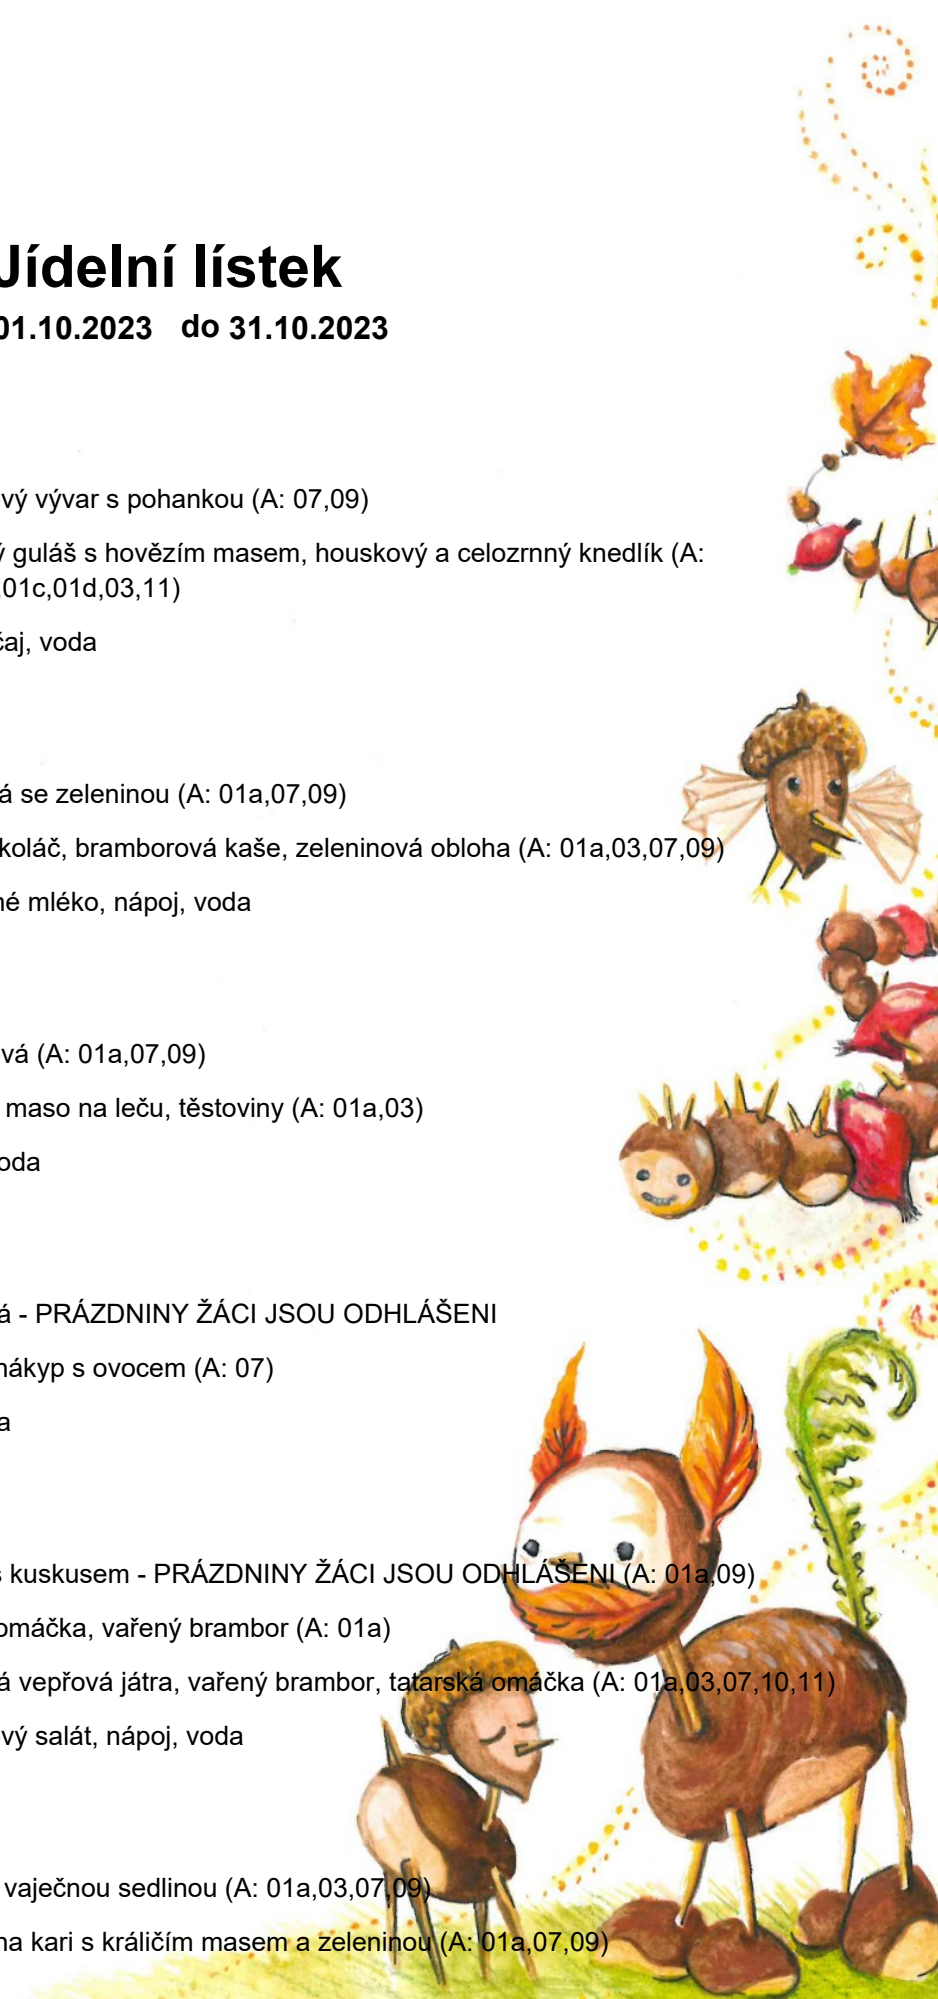 Jídelní lístek
01.10.2023 do 31.10.2023
vý vývar s pohankou (A: 07,09)
ý guláš s hovězím masem, houskový a celozrnný knedlík (A:
,01c,01d,03,11)
čaj, voda
á se zeleninou (A: 01a,07,09)
koláč, bramborová kaše, zeleninová obloha (A: 01a,03,07,09)
né mléko, nápoj, voda
vá (A: 01a,07,09)
maso na leču, těstoviny (A: 01a,03)
oda
á - PRÁZDNINY ŽÁCI JSOU ODHLÁŠENI
nákyp s ovocem (A: 07)
a
s kuskusem - PRÁZDNINY ŽÁCI JSOU ODHLÁŠENI (A: 01a,09)
omáčka, vařený brambor (A: 01a)
á vepřová játra, vařený brambor, tatarská omáčka (A: 01a,03,07,10,11)
vý salát, nápoj, voda
vaječnou sedlinou (A: 01a,03,07,09)
na kari s králičím masem a zeleninou (A: 01a,07,09)